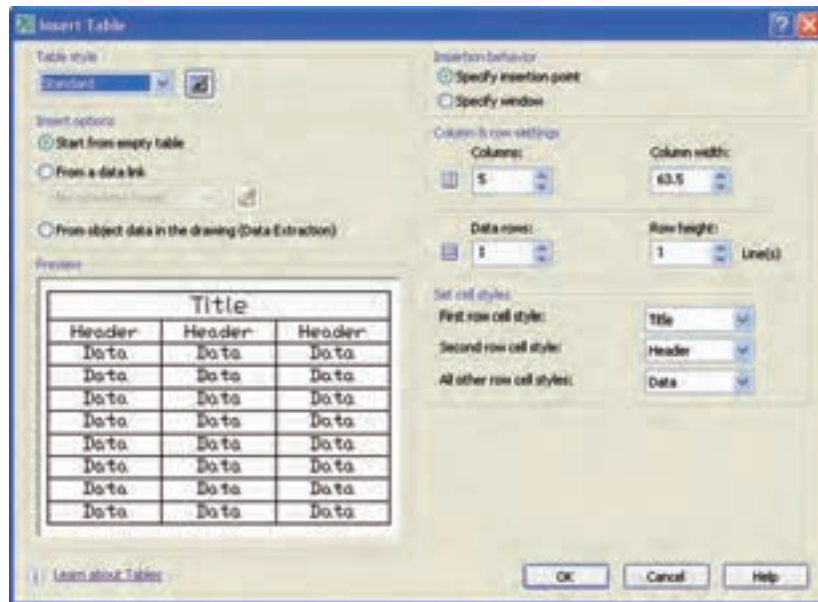 Insert Table
Table style
Standard
Insert options
Start from empty table
From a data link
From object data in the drawing (Data Extraction)
Preview
Title
Header Header Header
Data Data Data
Data Data Data
Data Data Data
Data Data Data
Data Data Data
Data Data Data
Data Data Data
Data Data Data
Learn about Tables
Insertion behavior
Specify insertion point
Specify window
Column & row settings
Columns: Column width:
5 63.5
Data rows: Row height:
1 1 Line(s)
Set cell styles
First row cell style: Title
Second row cell style: Header
All other row cell styles: Data
OK Cancel Help